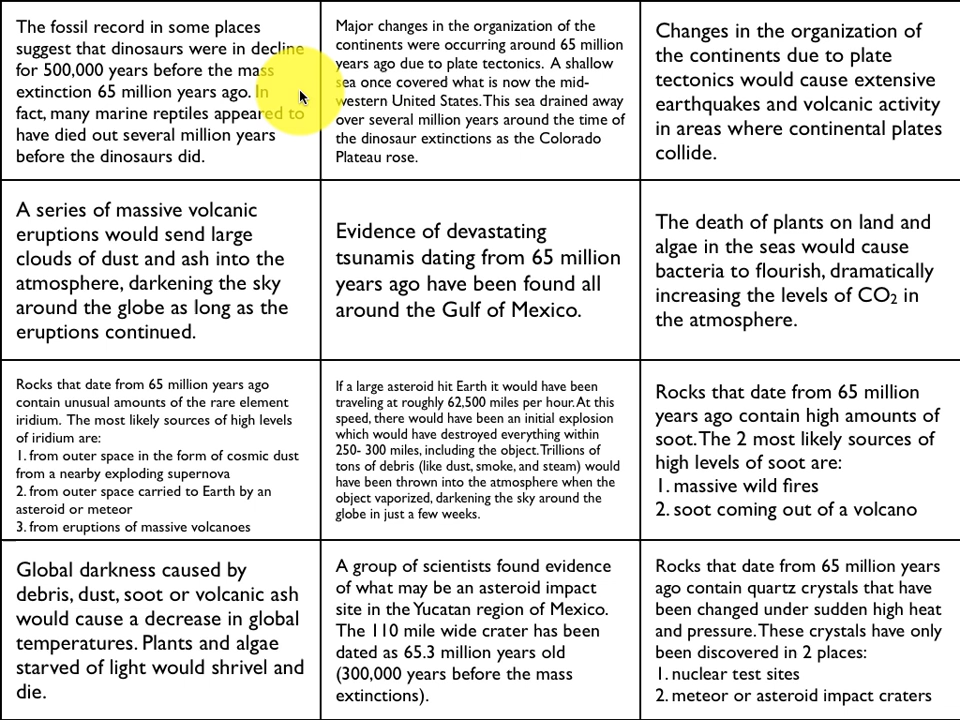 The fossil record in some places
suggest that dinosaurs were in decline
for 500,000 years before the mass
extinction 65 million years ago. In
fact, many marine reptiles appeared to
have died out several million years
before the dinosaurs did.
Major changes in the organization of the
continents were occurring around 65 million
years ago due to plate tectonics. A shallow
sea once covered what is now the mid-
western United States. This sea drained away
over several million years around the time of
the dinosaur extinctions as the Colorado
Plateau rose.
Changes in the organization of
the continents due to plate
tectonics would cause extensive
earthquakes and volcanic activity
in areas where continental plates
collide.
A series of massive volcanic
eruptions would send large
clouds of dust and ash into the
atmosphere, darkening the sky
around the globe as long as the
eruptions continued.
Evidence of devastating
tsunamis dating from 65 million
years ago have been found all
around the Gulf of Mexico.
The death of plants on land and
algae in the seas would cause
bacteria to flourish, dramatically
increasing the levels of CO₂ in
the atmosphere.
Rocks that date from 65 million years ago
contain unusual amounts of the rare element
iridium. The most likely sources of high levels
of iridium are:
1. from outer space in the form of cosmic dust
from a nearby exploding supernova
2. from outer space carried to Earth by an
asteroid or meteor
3. from eruptions of massive volcanoes
If a large asteroid hit Earth it would have been
traveling at roughly 62,500 miles per hour. At this
speed, there would have been an initial explosion
which would have destroyed everything within
250- 300 miles, including the object. Trillions of
tons of debris (like dust, smoke, and steam) would
have been thrown into the atmosphere when the
object vaporized, darkening the sky around the
globe in just a few weeks.
Rocks that date from 65 million
years ago contain high amounts of
soot. The 2 most likely sources of
high levels of soot are:
1. massive wild fires
2. soot coming out of a volcano
Global darkness caused by
debris, dust, soot or volcanic ash
would cause a decrease in global
temperatures. Plants and algae
starved of light would shrivel and
die.
A group of scientists found evidence
of what may be an asteroid impact
site in the Yucatan region of Mexico.
The 110 mile wide crater has been
dated as 65.3 million years old
(300,000 years before the mass
extinctions).
Rocks that date from 65 million years
ago contain quartz crystals that have
been changed under sudden high heat
and pressure. These crystals have only
been discovered in 2 places:
1. nuclear test sites
2. meteor or asteroid impact craters